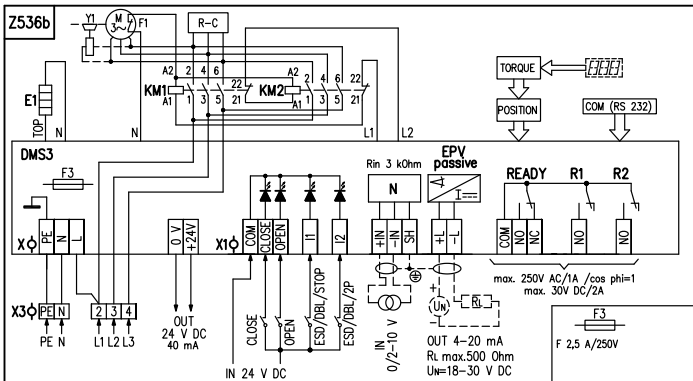 Z536b
Y1
M
3~
F1
R-C
A2
2 4 6
22
A2
2 4 6
22
KM1
KM2
A1
1 3 5
21
A1
1 3 5
21
E1
TOP
N
N
L1
L2
TORQUE
POSITION
COM (RS 232)
DMS3
F3
Rin 3 kOhm
N
EPV
passive
READY
R1
R2
X
PE
N
L
0 V
+24V
X1
COM
CLOSE
OPEN
I1
I2
+IN
-IN
SH
+L
-L
COM
NO
NC
NO
NO
X3
PE
N
2
3
4
PE N
L1 L2 L3
OUT
24 V DC
40 mA
CLOSE
OPEN
ESD/DBL/STOP
ESD/DBL/2P
IN 24 V DC
IN
0/2-10 V
+
UN
-
RL
OUT 4-20 mA
RL max.500 Ohm
UN=18-30 V DC
max. 250V AC/1A /cos phi=1
max. 30V DC/2A
F3
F 2,5 A/250V